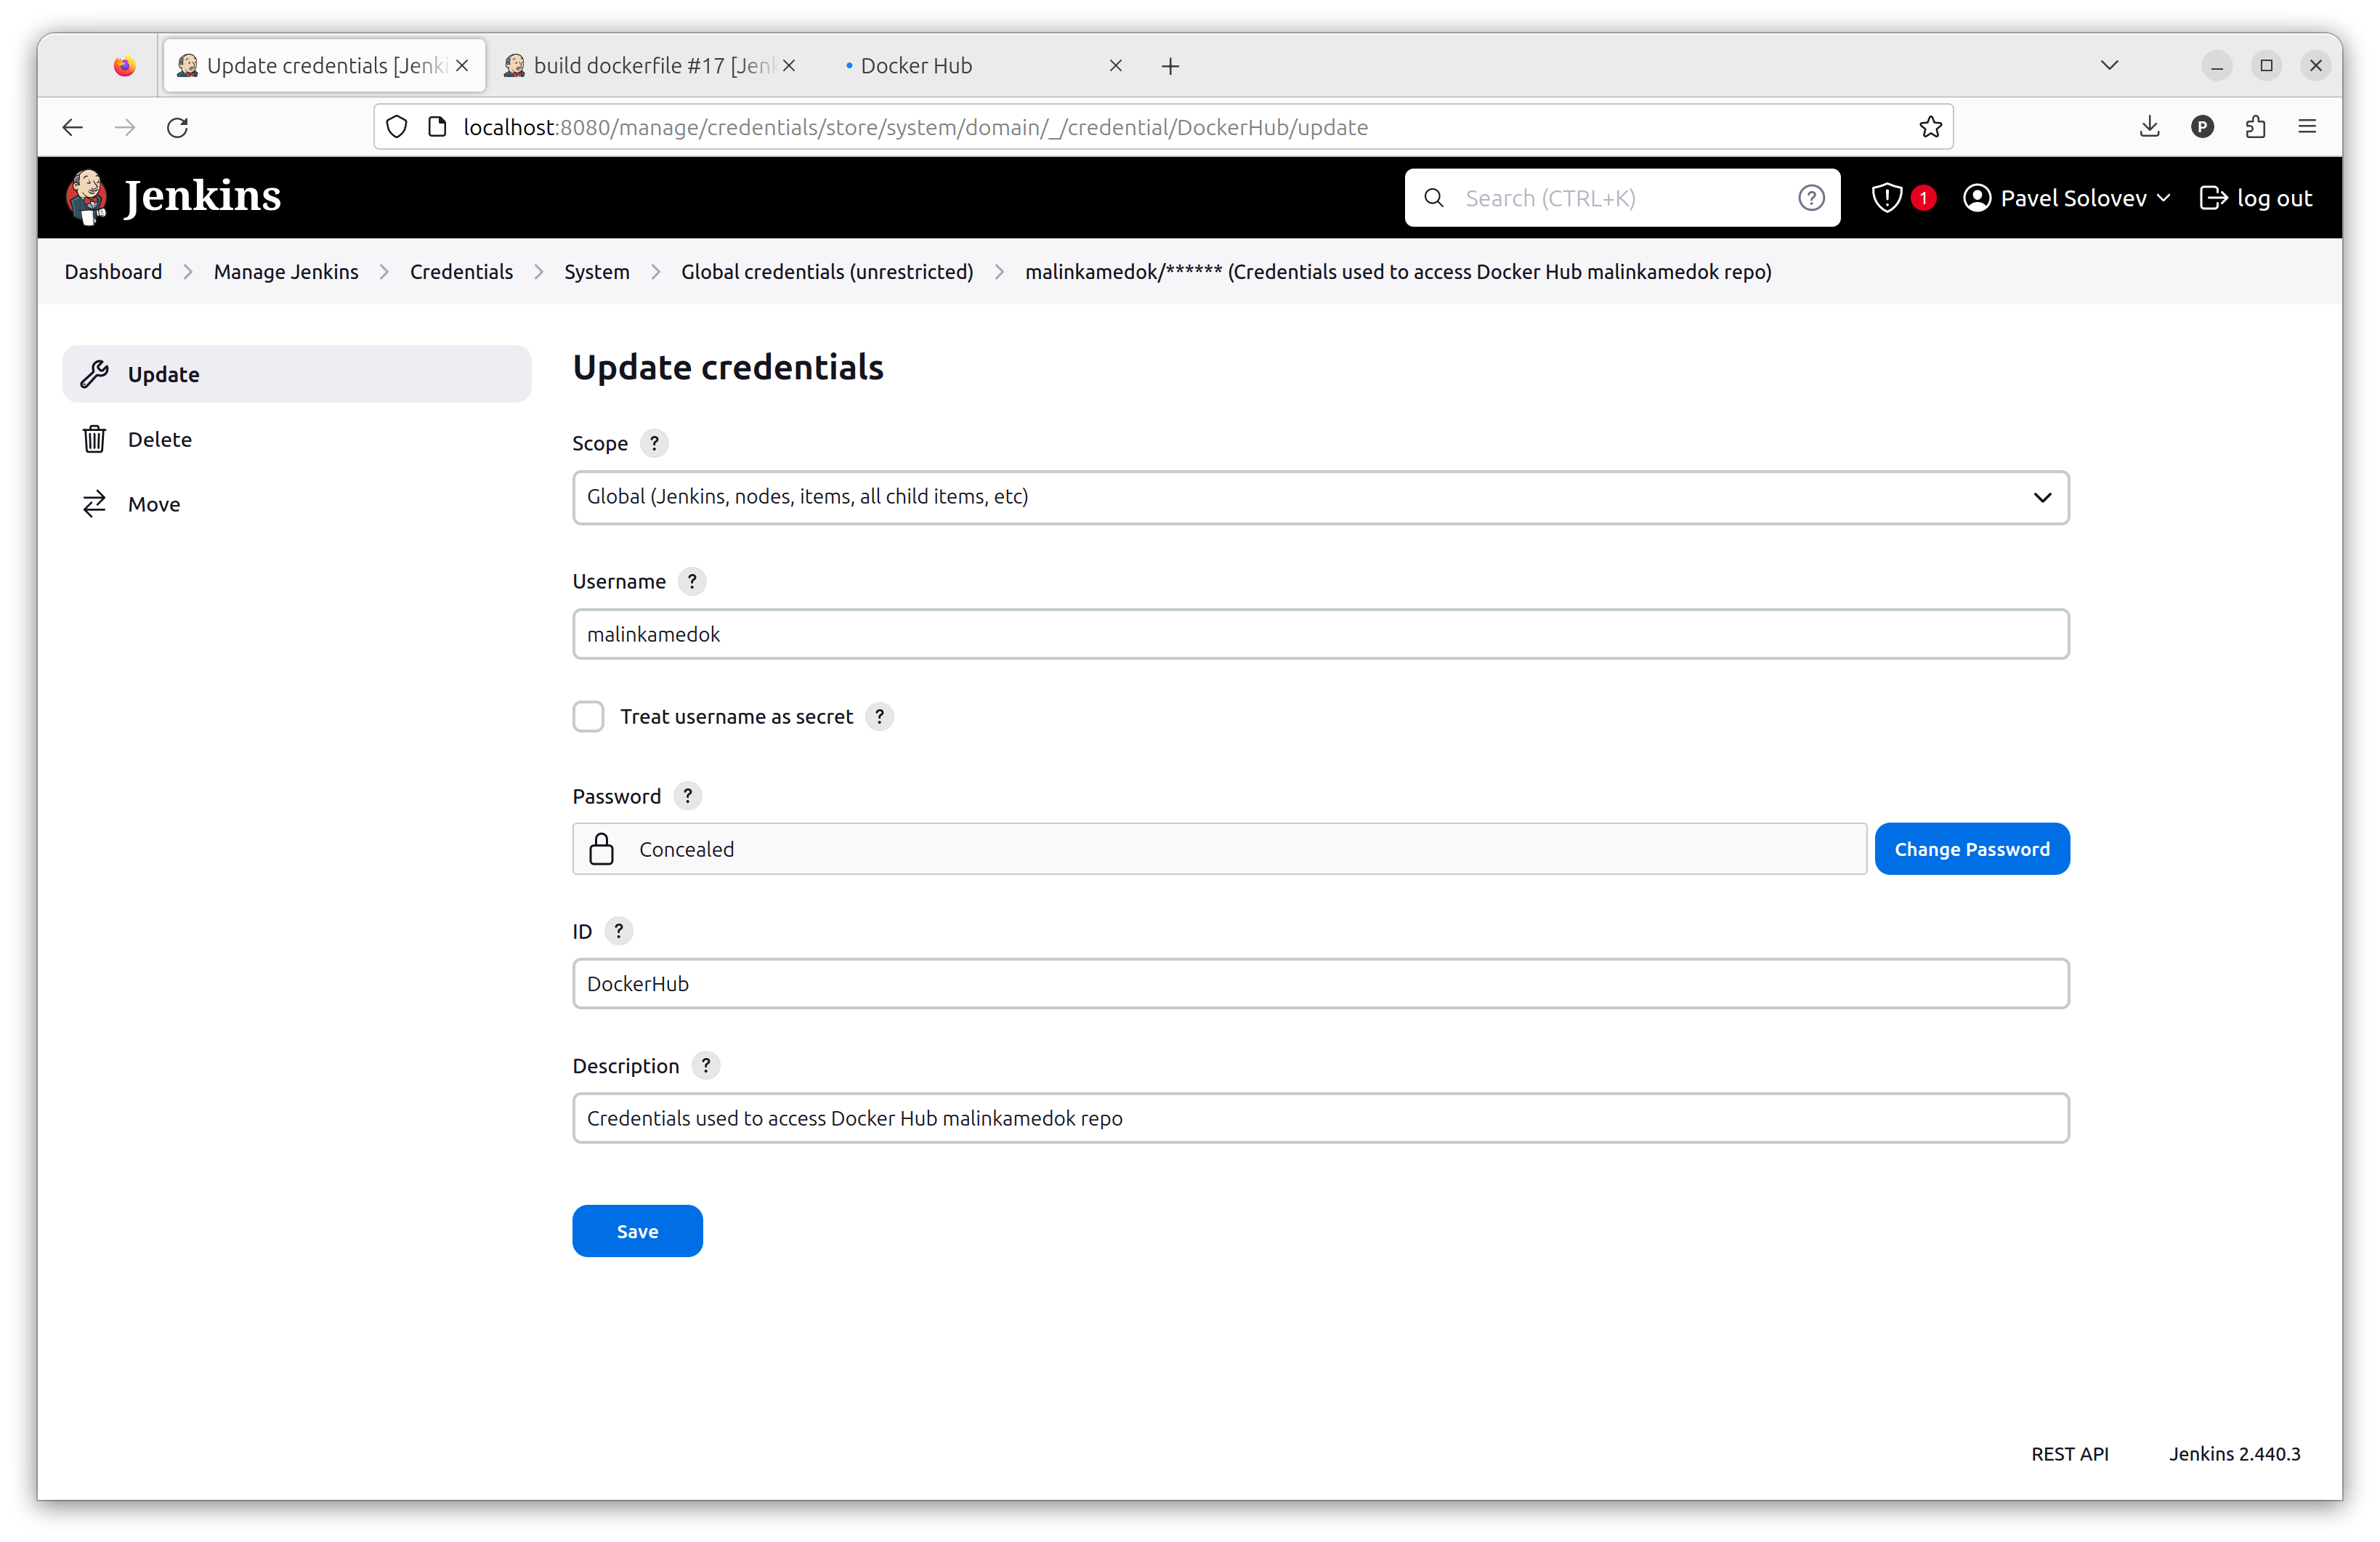 Update credentials [Jenki
build dockerfile #17 [Jenk
Docker Hub
localhost:8080/manage/credentials/store/system/domain/_/credential/DockerHub/update
P
Jenkins
Search (CTRL+K)
?
1
Pavel Solovev
log out
Dashboard
Manage Jenkins
Credentials
System
Global credentials (unrestricted)
malinkamedok/****** (Credentials used to access Docker Hub malinkamedok repo)
Update
Delete
Move
Update credentials
Scope ?
Global (Jenkins, nodes, items, all child items, etc)
Username ?
malinkamedok
Treat username as secret ?
Password ?
Concealed
Change Password
ID ?
DockerHub
Description ?
Credentials used to access Docker Hub malinkamedok repo
Save
REST API
Jenkins 2.440.3